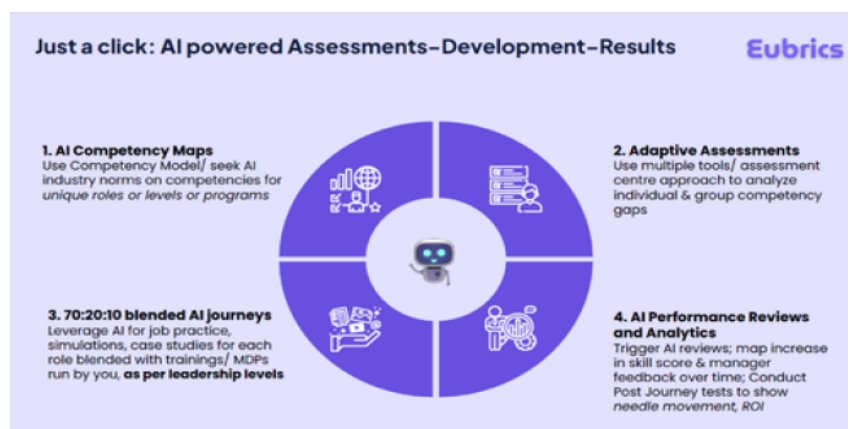 Just a click: AI powered Assessments-Development-Results
Eubrics
1. AI Competency Maps
Use Competency Model/ seek AI
industry norms on competencies for
unique roles or levels or programs
2. Adaptive Assessments
Use multiple tools/ assessment
centre approach to analyze
individual & group competency
gaps
3. 70:20:10 blended AI journeys
Leverage AI for job practice,
simulations, case studies for each
role blended with trainings/ MDPs
run by you, as per leadership levels
4. AI Performance Reviews
and Analytics
Trigger AI reviews; map increase
in skill score & manager
feedback over time; Conduct
Post Journey tests to show
needle movement, ROI